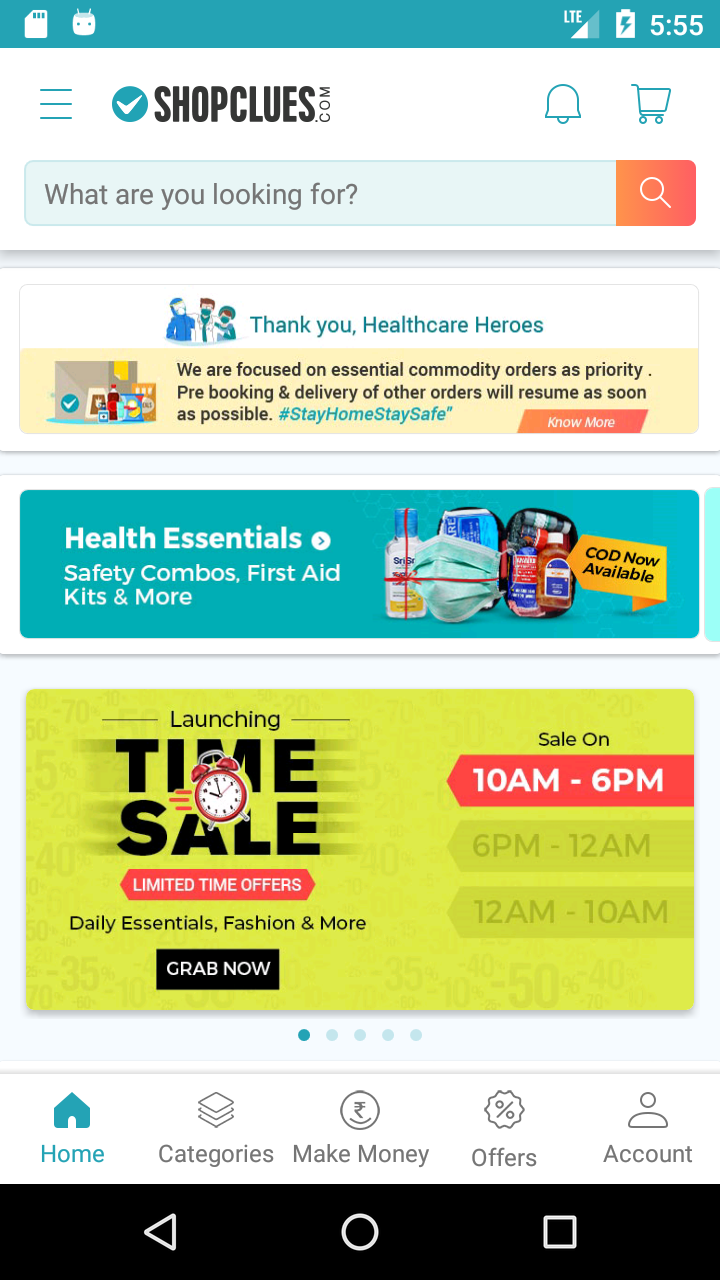 LTE 5:55
SHOPCLUES.COM
What are you looking for?
Thank you, Healthcare Heroes
We are focused on essential commodity orders as priority .
Pre booking & delivery of other orders will resume as soon
as possible. #StayHomeStaySafe"
Know More
Health Essentials
Safety Combos, First Aid
Kits & More
COD Now
Available
Launching
TIME
SALE
LIMITED TIME OFFERS
Daily Essentials, Fashion & More
GRAB NOW
Sale On
10AM - 6PM
6PM - 12AM
12AM - 10AM
Home
Categories
Make Money
Offers
Account